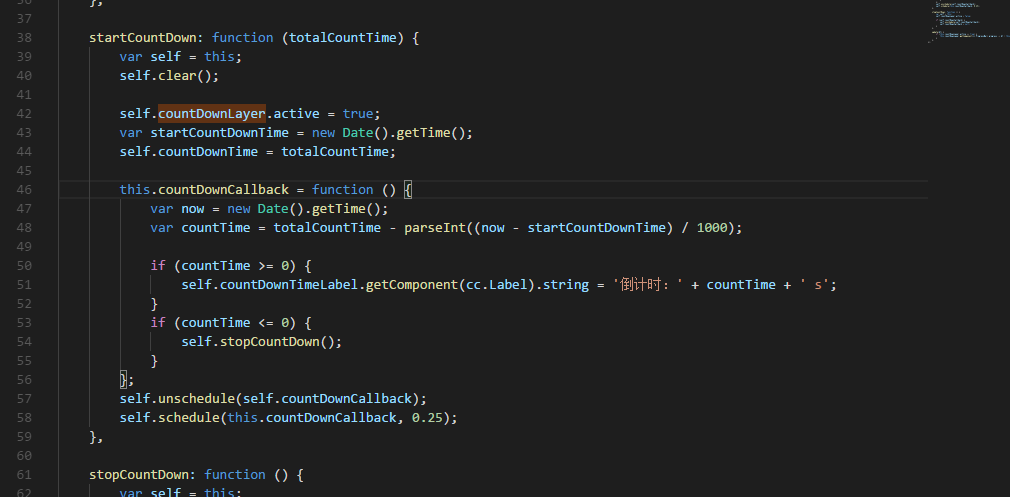 36 },
37
38 startCountDown: function (totalCountTime) {
39 var self = this;
40 self.clear();
41
42 self.countDownLayer.active = true;
43 var startCountDownTime = new Date().getTime();
44 self.countDownTime = totalCountTime;
45
46 this.countDownCallback = function () {
47 var now = new Date().getTime();
48 var countTime = totalCountTime - parseInt((now - startCountDownTime) / 1000);
49
50 if (countTime >= 0) {
51 self.countDownTimeLabel.getComponent(cc.Label).string = '倒计时：' + countTime + ' s';
52 }
53 if (countTime <= 0) {
54 self.stopCountDown();
55 }
56 };
57 self.unschedule(self.countDownCallback);
58 self.schedule(this.countDownCallback, 0.25);
59 },
60
61 stopCountDown: function () {
62 var self = this;